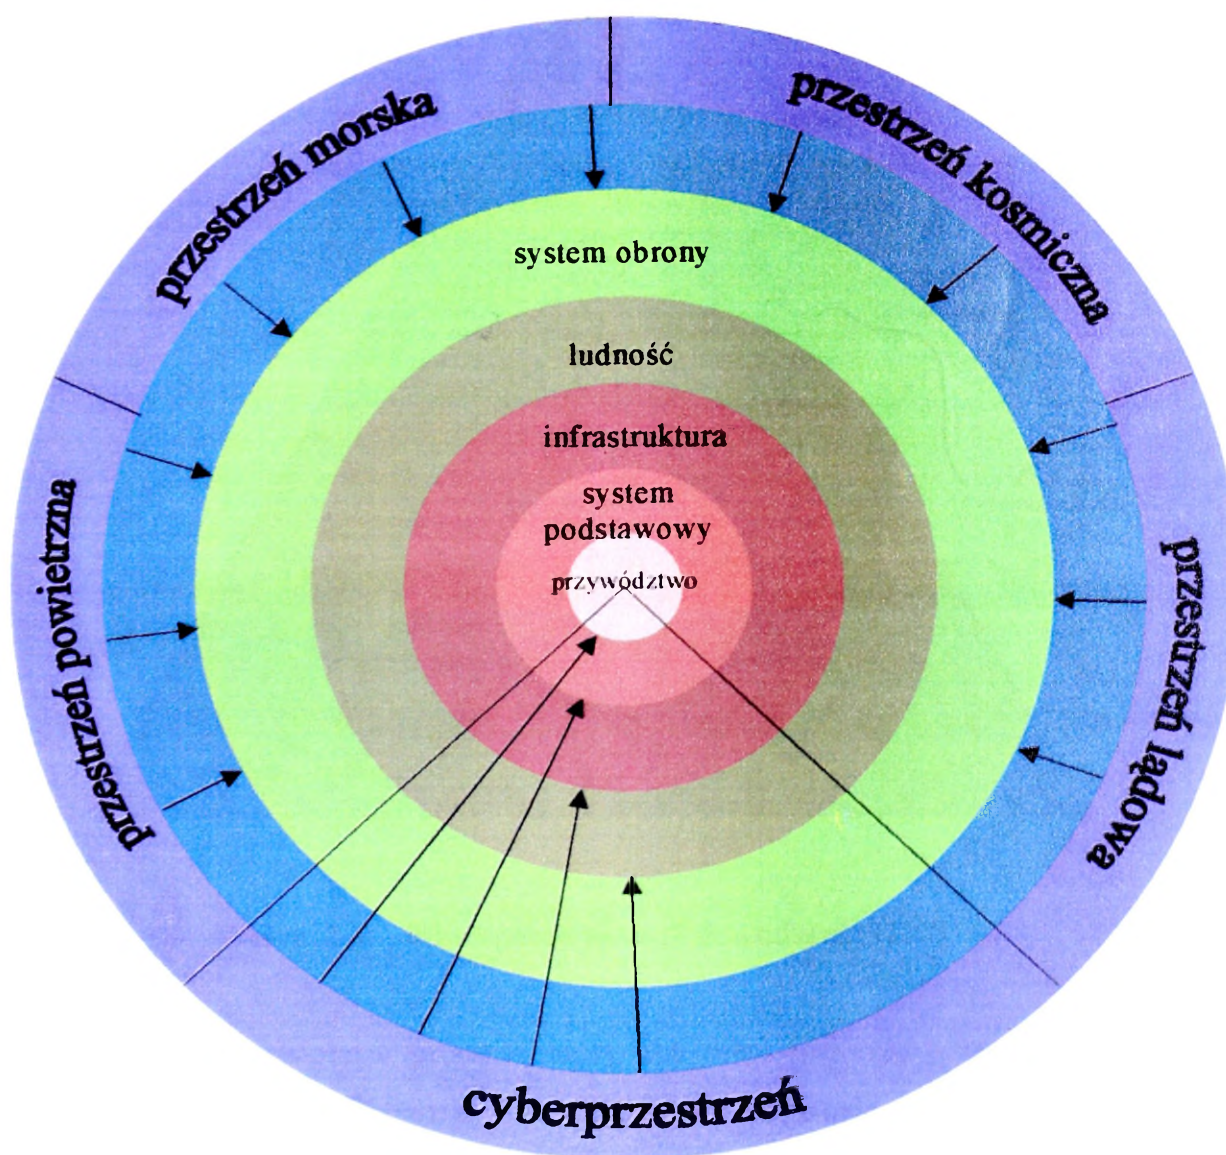 przestrzeń morska
przestrzeń kosmiczna
system obrony
ludność
infrastruktura
system
podstawowy
przywództwo
przestrzeń powietrzna
przestrzeń lądowa
cyberprzestrzeń